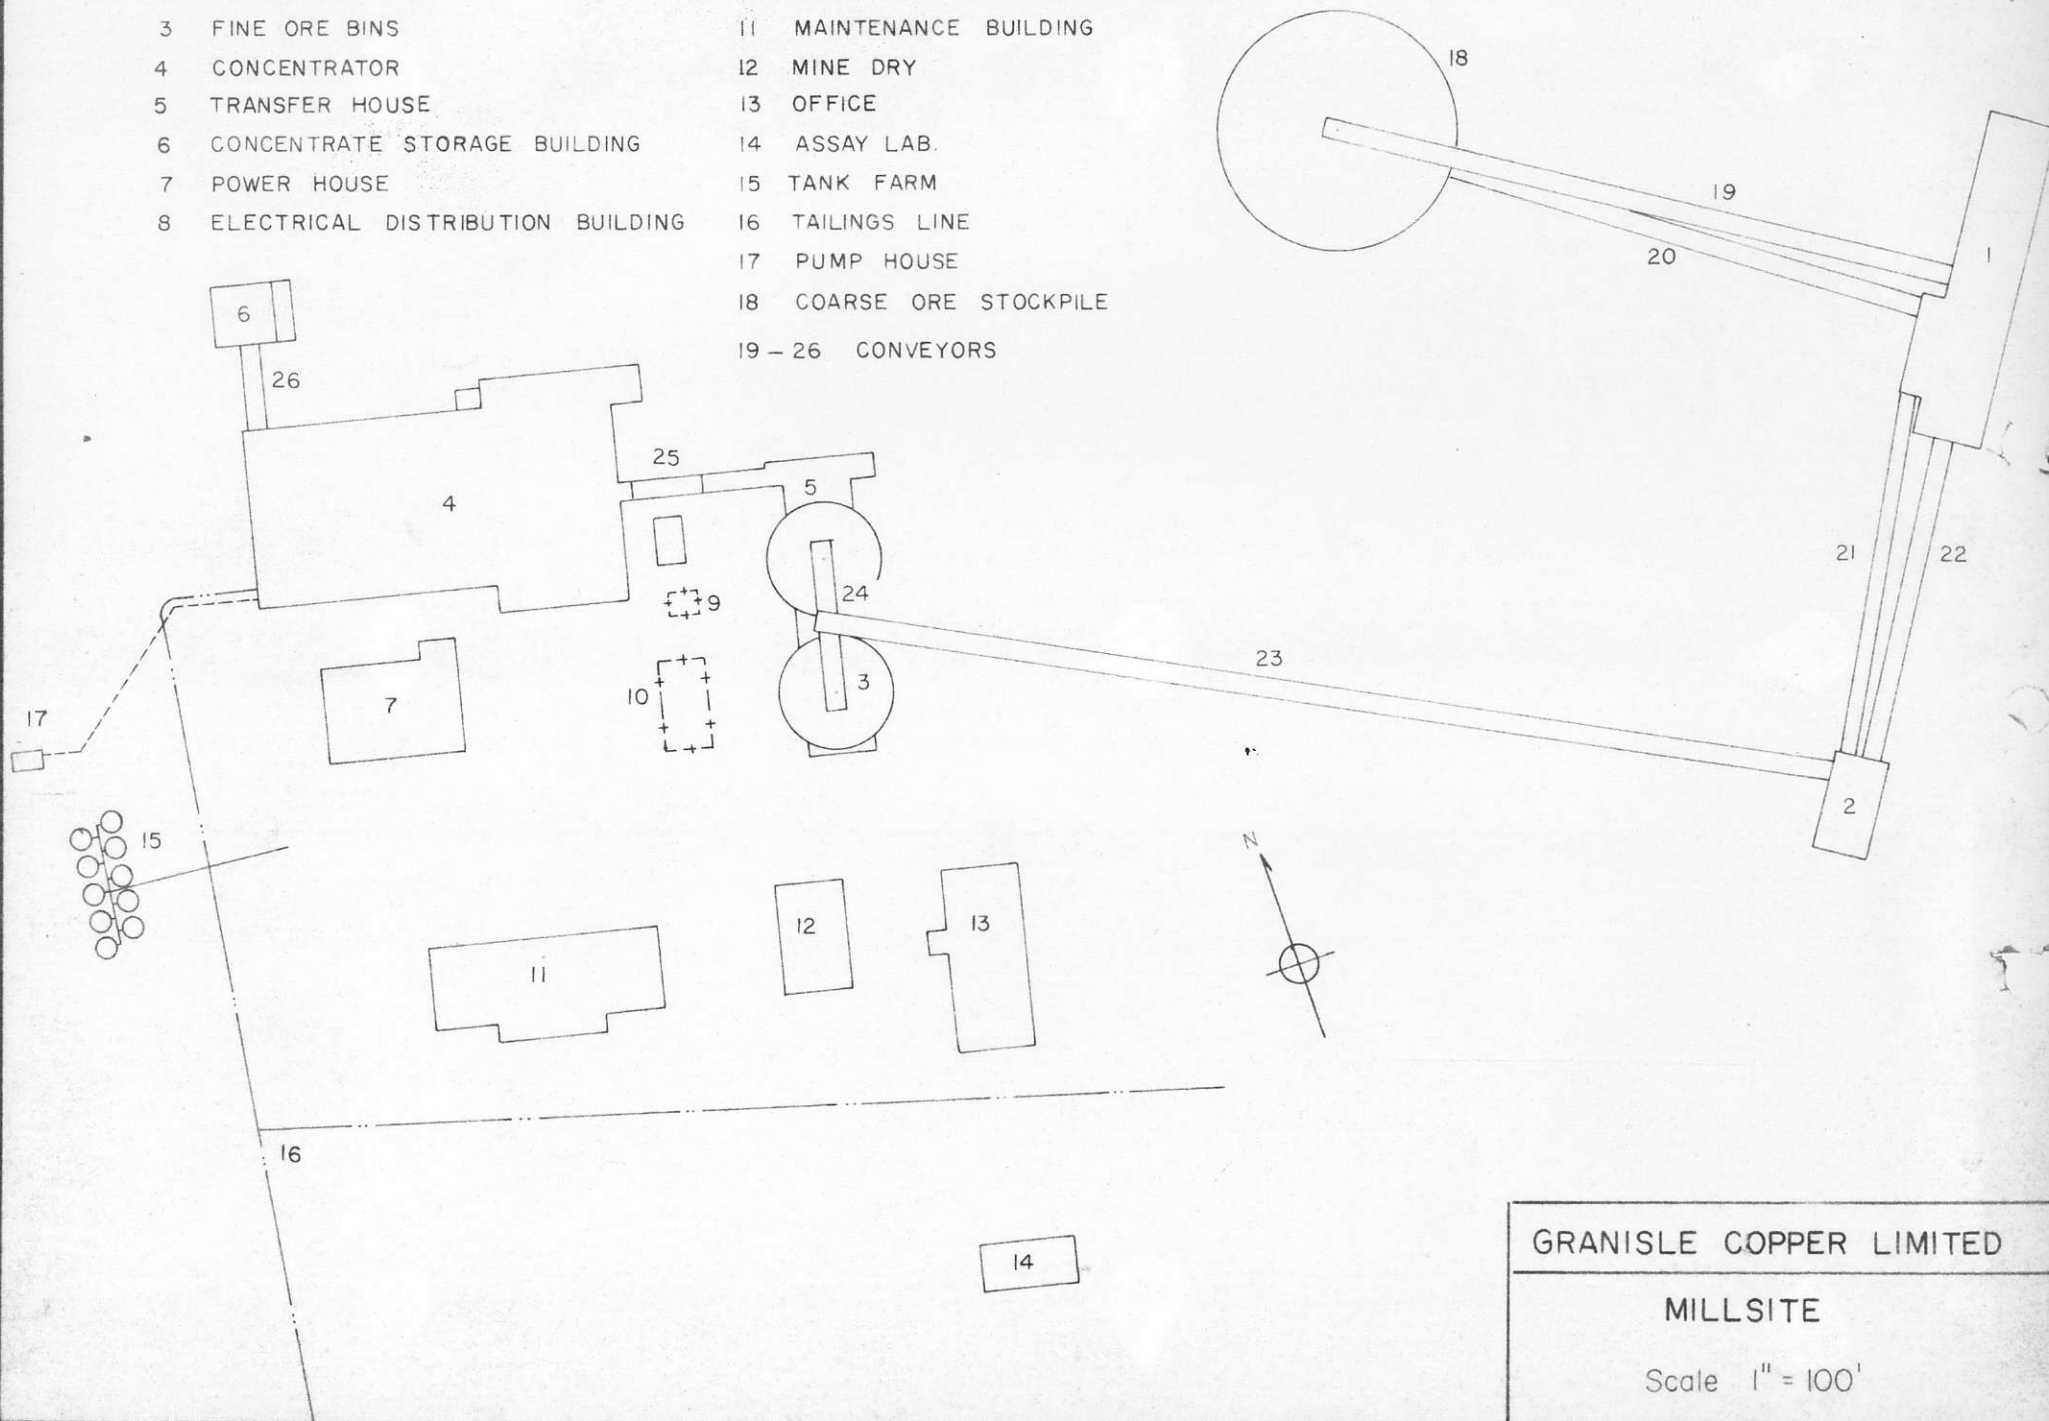 3 FINE ORE BINS
4 CONCENTRATOR
5 TRANSFER HOUSE
6 CONCENTRATE STORAGE BUILDING
7 POWER HOUSE
8 ELECTRICAL DISTRIBUTION BUILDING
11 MAINTENANCE BUILDING
12 MINE DRY
13 OFFICE
14 ASSAY LAB.
15 TANK FARM
16 TAILINGS LINE
17 PUMP HOUSE
18 COARSE ORE STOCKPILE
19 – 26 CONVEYORS
18
19
20
1
6
26
25
4
5
21
22
24
9
23
10
3
7
17
2
15
N
12
13
11
16
14
GRANISLE COPPER LIMITED
MILLSITE
Scale 1" = 100'